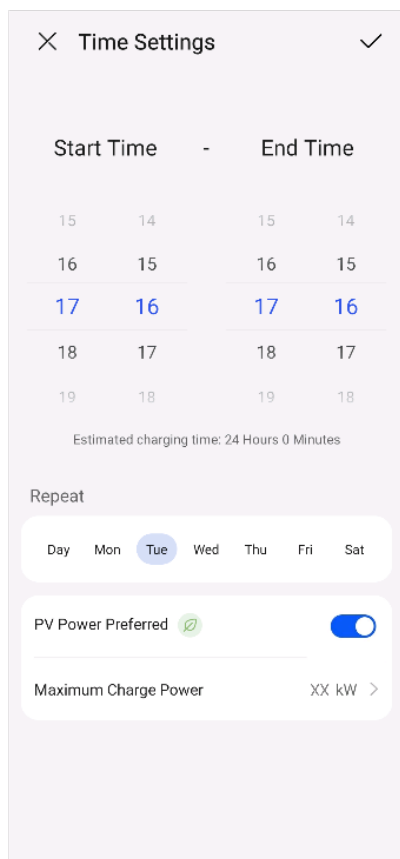 Time Settings
Start Time - End Time
15 14 15 14
16 15 16 15
17 16 17 16
18 17 18 17
19 18 19 18
Estimated charging time: 24 Hours 0 Minutes
Repeat
Day Mon Tue Wed Thu Fri Sat
PV Power Preferred
Maximum Charge Power XX kW